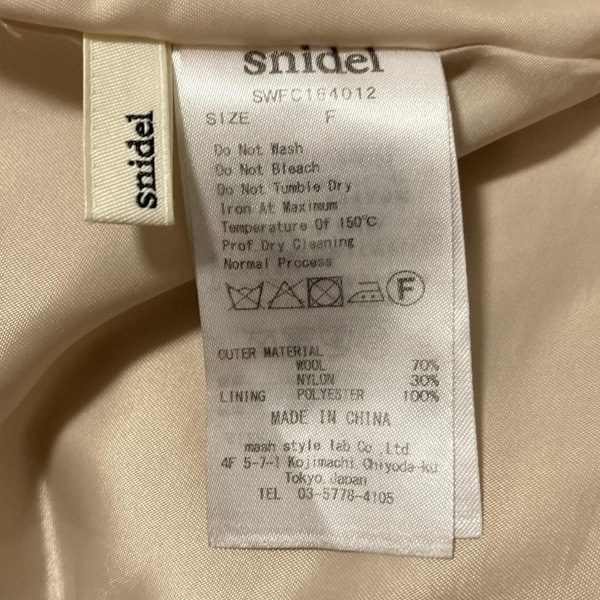 snidel
snidel
SWFC164012
SIZE F
Do Not Wash
Do Not Bleach
Do Not Tumble Dry
Iron At Maximum
Temperature Of 150℃
Prof.Dry Cleaning
Normal Process
F
OUTER MATERIAL
WOOL 70%
NYLON 30%
LINING POLYESTER 100%
MADE IN CHINA
mash style lab Co.,Ltd.
4F 5-7-1 Kojimachi Chiyoda-ku
Tokyo,Japan
TEL 03-5778-4105